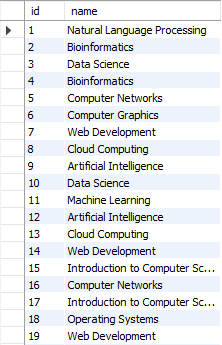 id name
1 Natural Language Processing
2 Bioinformatics
3 Data Science
4 Bioinformatics
5 Computer Networks
6 Computer Graphics
7 Web Development
8 Cloud Computing
9 Artificial Intelligence
10 Data Science
11 Machine Learning
12 Artificial Intelligence
13 Cloud Computing
14 Web Development
15 Introduction to Computer Sc...
16 Computer Networks
17 Introduction to Computer Sc...
18 Operating Systems
19 Web Development